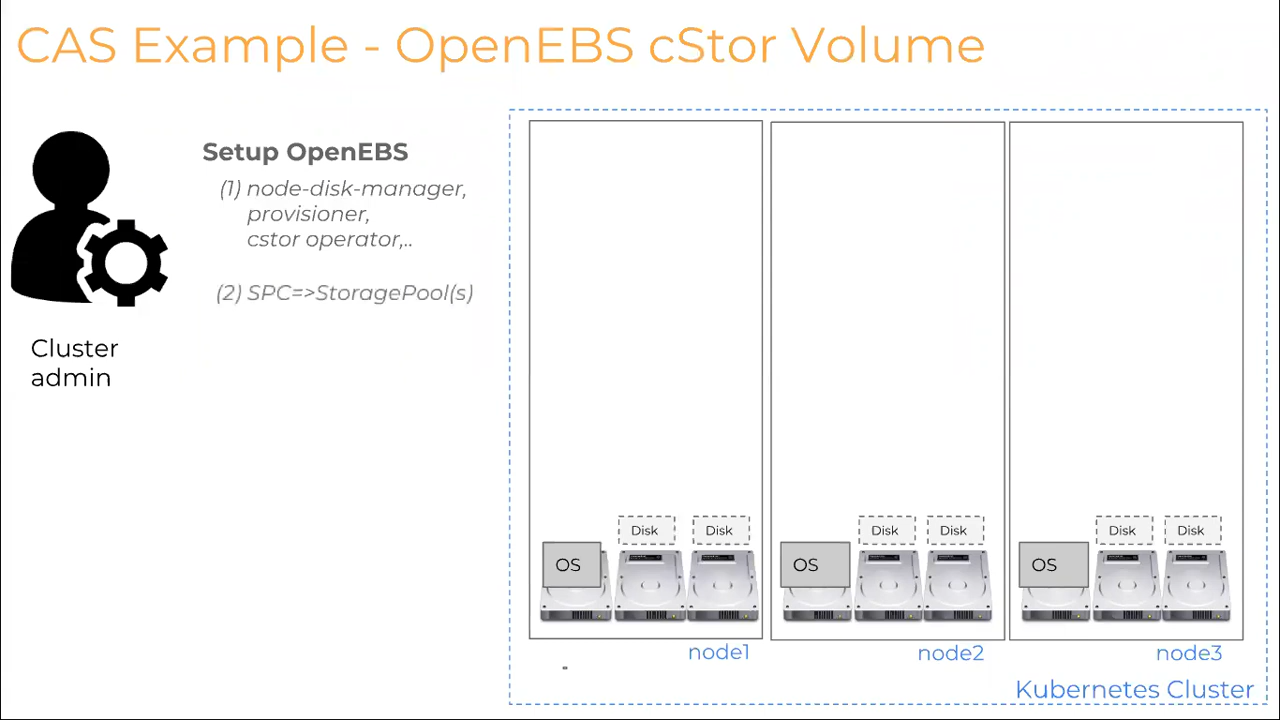 CAS Example - OpenEBS cStor Volume
Setup OpenEBS
(1) node-disk-manager,
provisioner,
cstor operator,..
(2) SPC=>StoragePool(s)
Cluster
admin
Disk
Disk
OS
node1
Disk
Disk
OS
node2
Disk
Disk
OS
node3
Kubernetes Cluster